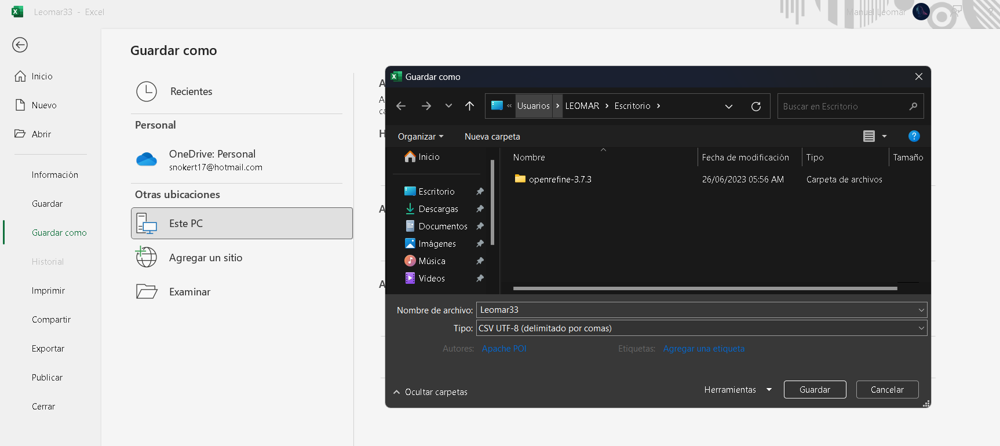 Leomar33 - Excel
Manuel Leomar
?
Guardar como
Inicio
Nuevo
Abrir
Información
Guardar
Guardar como
Historial
Imprimir
Compartir
Exportar
Publicar
Cerrar
Recientes
Personal
OneDrive: Personal
snokert17@hotmail.com
Otras ubicaciones
Este PC
Agregar un sitio
Examinar
A
A
ca
H
A
A
Guardar como
« Usuarios > LEOMAR > Escritorio >
Buscar en Escritorio
Organizar
Nueva carpeta
?
Inicio
Escritorio
Descargas
Documentos
Imágenes
Música
Vídeos
Nombre Fecha de modificación Tipo Tamaño
openrefine-3.7.3 26/06/2023 05:56 AM Carpeta de archivos
Nombre de archivo: Leomar33
Tipo: CSV UTF-8 (delimitado por comas)
Autores: Apache POI Etiquetas: Agregar una etiqueta
Ocultar carpetas
Herramientas
Guardar
Cancelar